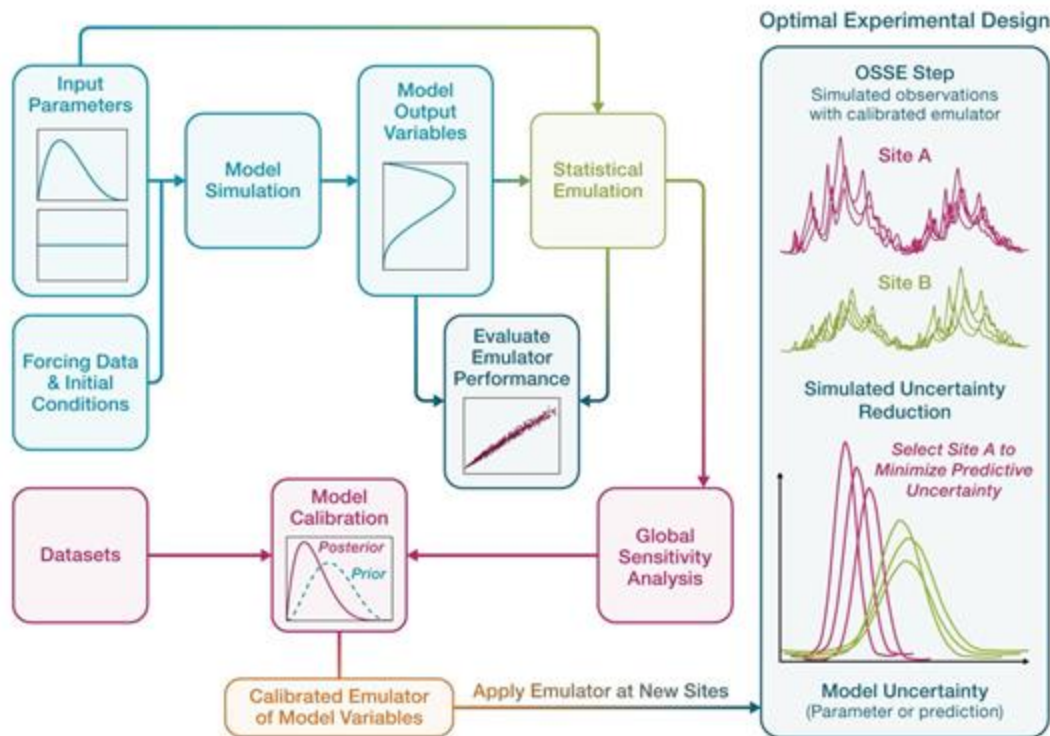 Optimal Experimental Design
Input
Parameters
Model
Simulation
Model
Output
Variables
Statistical
Emulation
Forcing Data
& Initial
Conditions
Evaluate
Emulator
Performance
Datasets
Model
Calibration
Posterior
Prior
Global
Sensitivity
Analysis
Calibrated Emulator
of Model Variables
Apply Emulator at New Sites
OSSE Step
Simulated observations
with calibrated emulator
Site A
Site B
Simulated Uncertainty
Reduction
Select Site A to
Minimize Predictive
Uncertainty
Model Uncertainty
(Parameter or prediction)